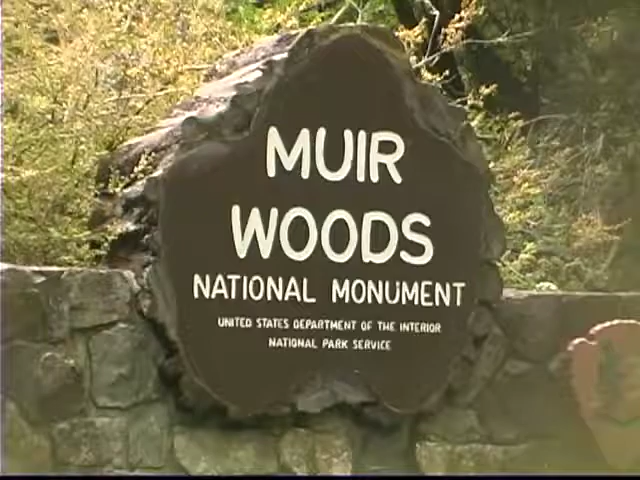 MUIR
WOODS
NATIONAL MONUMENT
UNITED STATES DEPARTMENT OF THE INTERIOR
NATIONAL PARK SERVICE